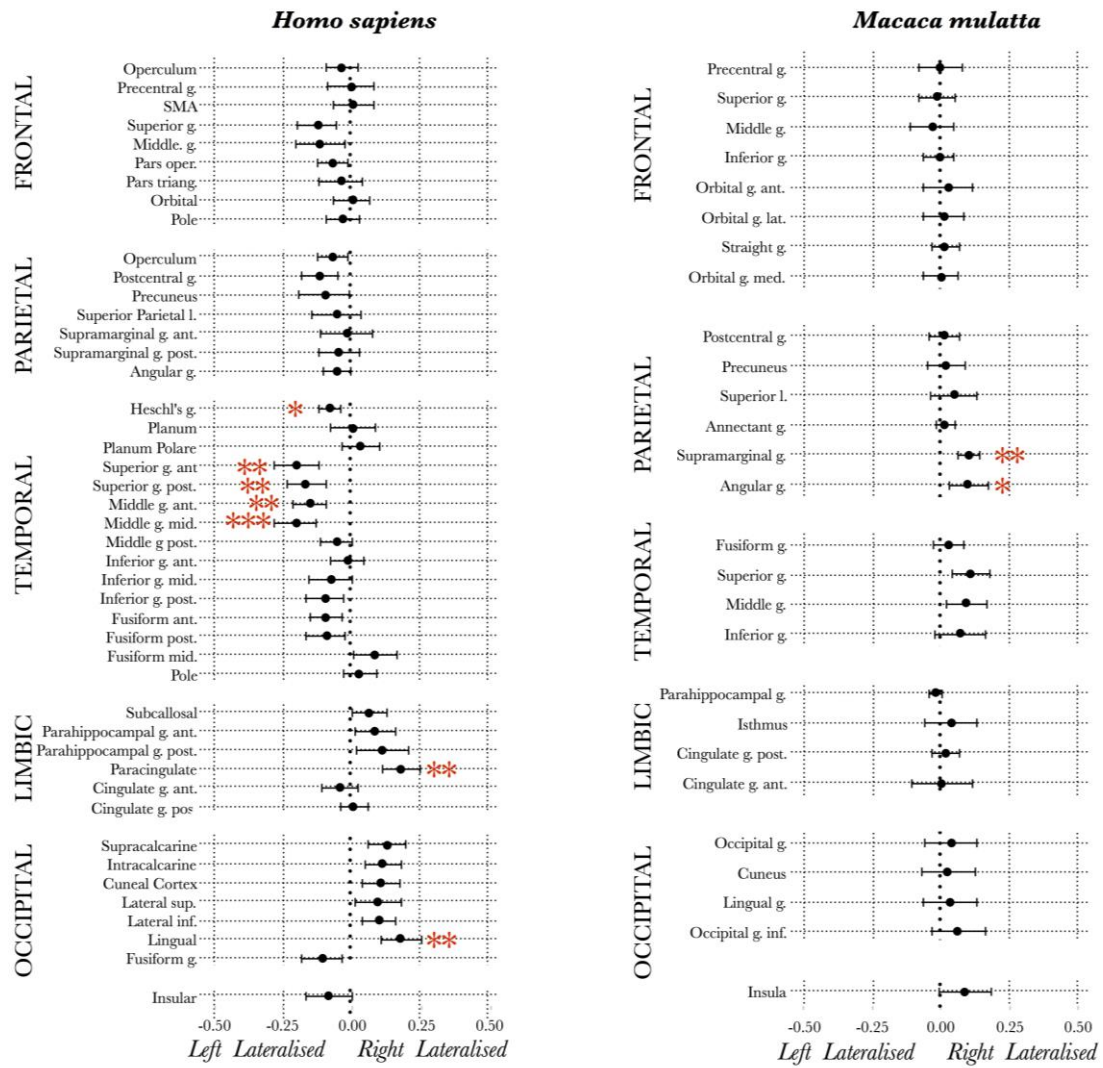 Homo sapiens
FRONTAL
Operculum
Precentral g.
SMA
Superior g.
Middle. g.
Pars oper.
Pars triang.
Orbital
Pole
PARIETAL
Operculum
Postcentral g.
Precuneus
Superior Parietal l.
Supramarginal g. ant.
Supramarginal g. post.
Angular g.
TEMPORAL
Heschl's g. *
Planum
Planum Polare
Superior g. ant **
Superior g. post. **
Middle g. ant. **
Middle g. mid. ***
Middle g post.
Inferior g. ant.
Inferior g. mid.
Inferior g. post.
Fusiform ant.
Fusiform post.
Fusiform mid.
Pole
LIMBIC
Subcallosal
Parahippocampal g. ant.
Parahippocampal g. post.
Paracingulate **
Cingulate g. ant.
Cingulate g. pos
OCCIPITAL
Supracalcarine
Intracalcarine
Cuneal Cortex
Lateral sup.
Lateral inf.
Lingual **
Fusiform g.
Insular
-0.50 -0.25 0.00 0.25 0.50
Left Lateralised Right Lateralised
Macaca mulatta
FRONTAL
Precentral g.
Superior g.
Middle g.
Inferior g.
Orbital g. ant.
Orbital g. lat.
Straight g.
Orbital g. med.
PARIETAL
Postcentral g.
Precuneus
Superior l.
Annectant g.
Supramarginal g. **
Angular g. *
TEMPORAL
Fusiform g.
Superior g.
Middle g.
Inferior g.
LIMBIC
Parahippocampal g.
Isthmus
Cingulate g. post.
Cingulate g. ant.
OCCIPITAL
Occipital g.
Cuneus
Lingual g.
Occipital g. inf.
Insula
-0.50 -0.25 0.00 0.25 0.50
Left Lateralised Right Lateralised